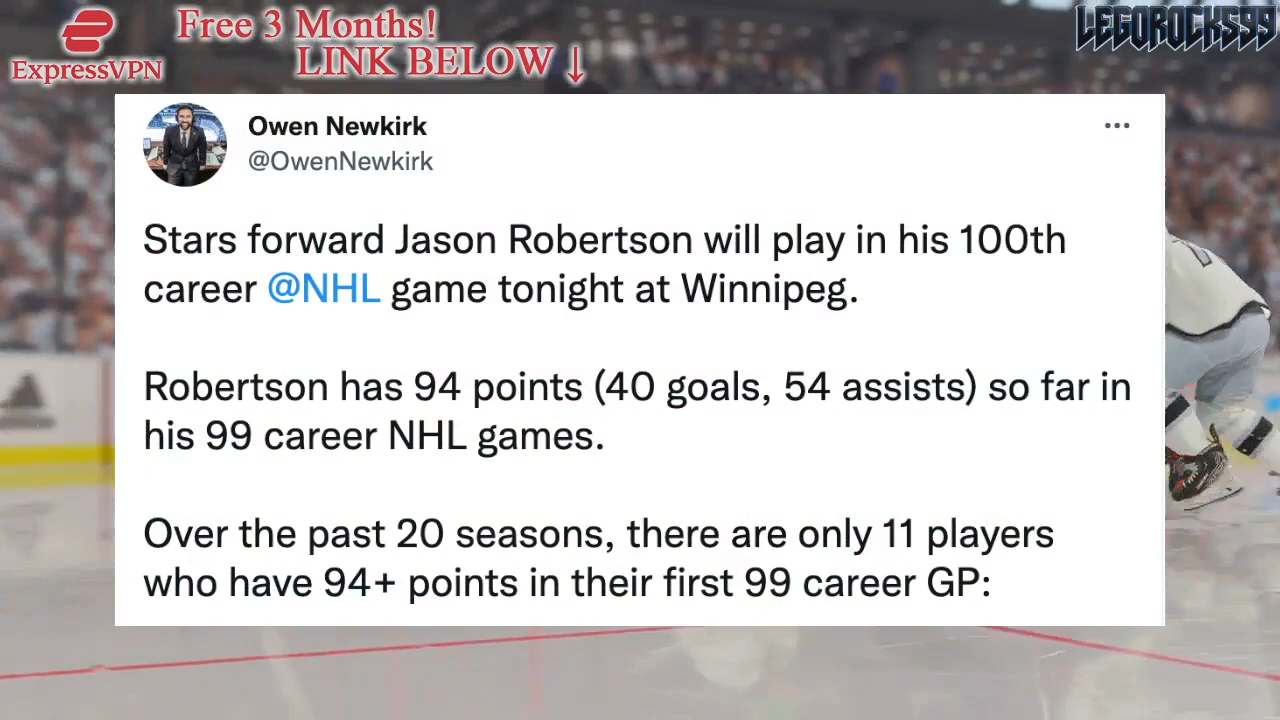 Free 3 Months!
LINK BELOW ↓
ExpressVPN
LEGOROCKS99
Owen Newkirk
@OwenNewkirk
Stars forward Jason Robertson will play in his 100th
career @NHL game tonight at Winnipeg.
Robertson has 94 points (40 goals, 54 assists) so far in
his 99 career NHL games.
Over the past 20 seasons, there are only 11 players
who have 94+ points in their first 99 career GP: